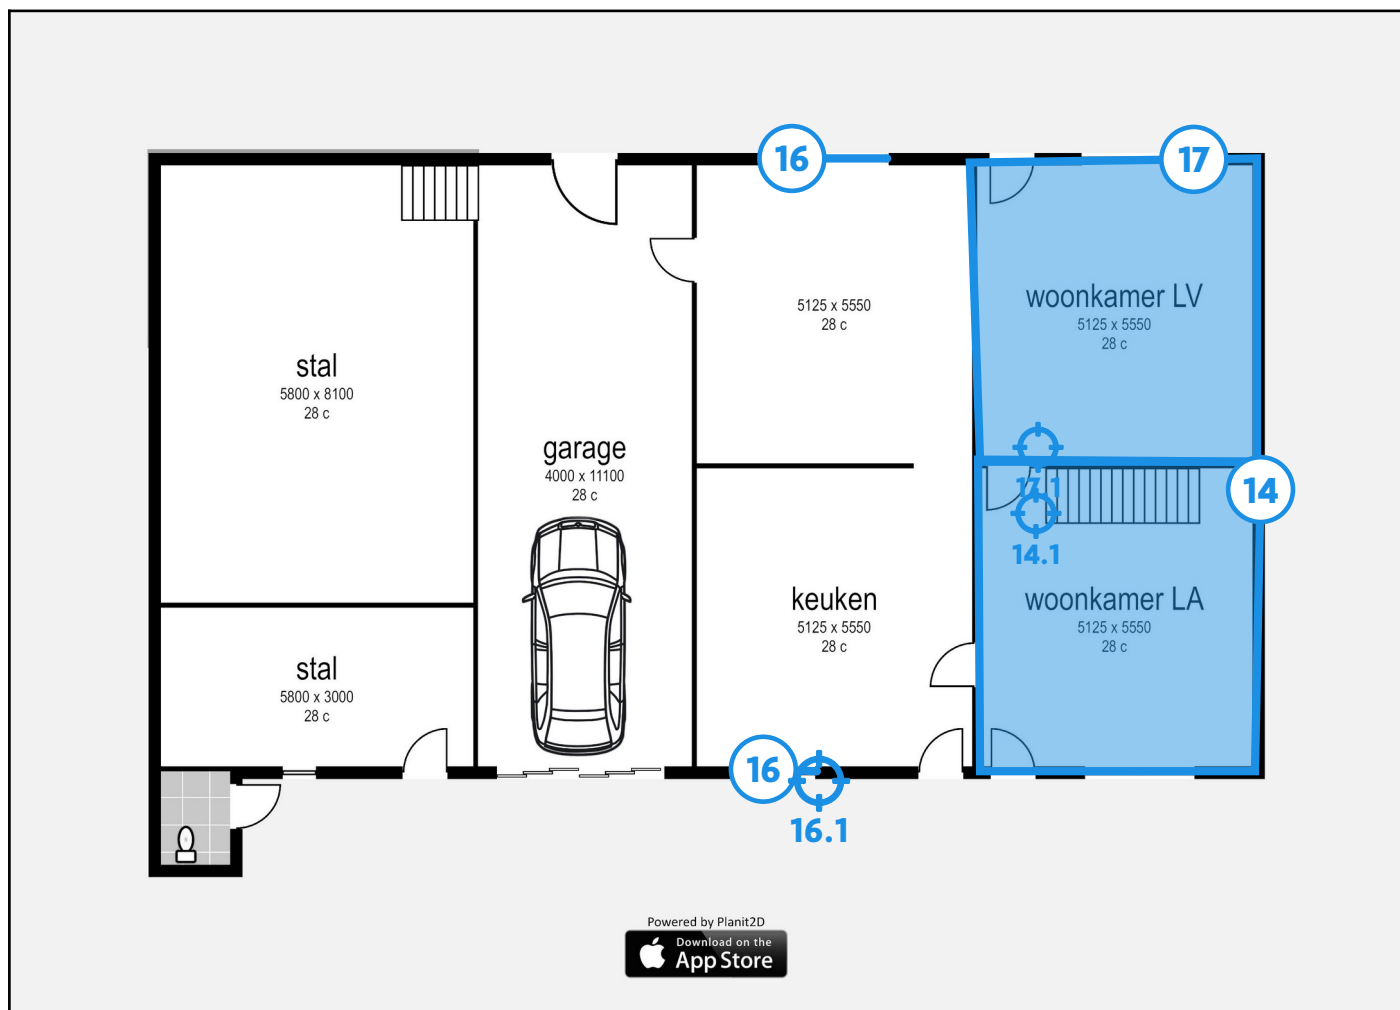 16
17
woonkamer LV
5125 x 5550
28 c
5125 x 5550
28 c
stal
5800 x 8100
28 c
garage
4000 x 11100
28 c
17.1
14
14.1
keuken
5125 x 5550
28 c
woonkamer LA
5125 x 5550
28 c
stal
5800 x 3000
28 c
16
16.1
Powered by Planit2D
Download on the
App Store